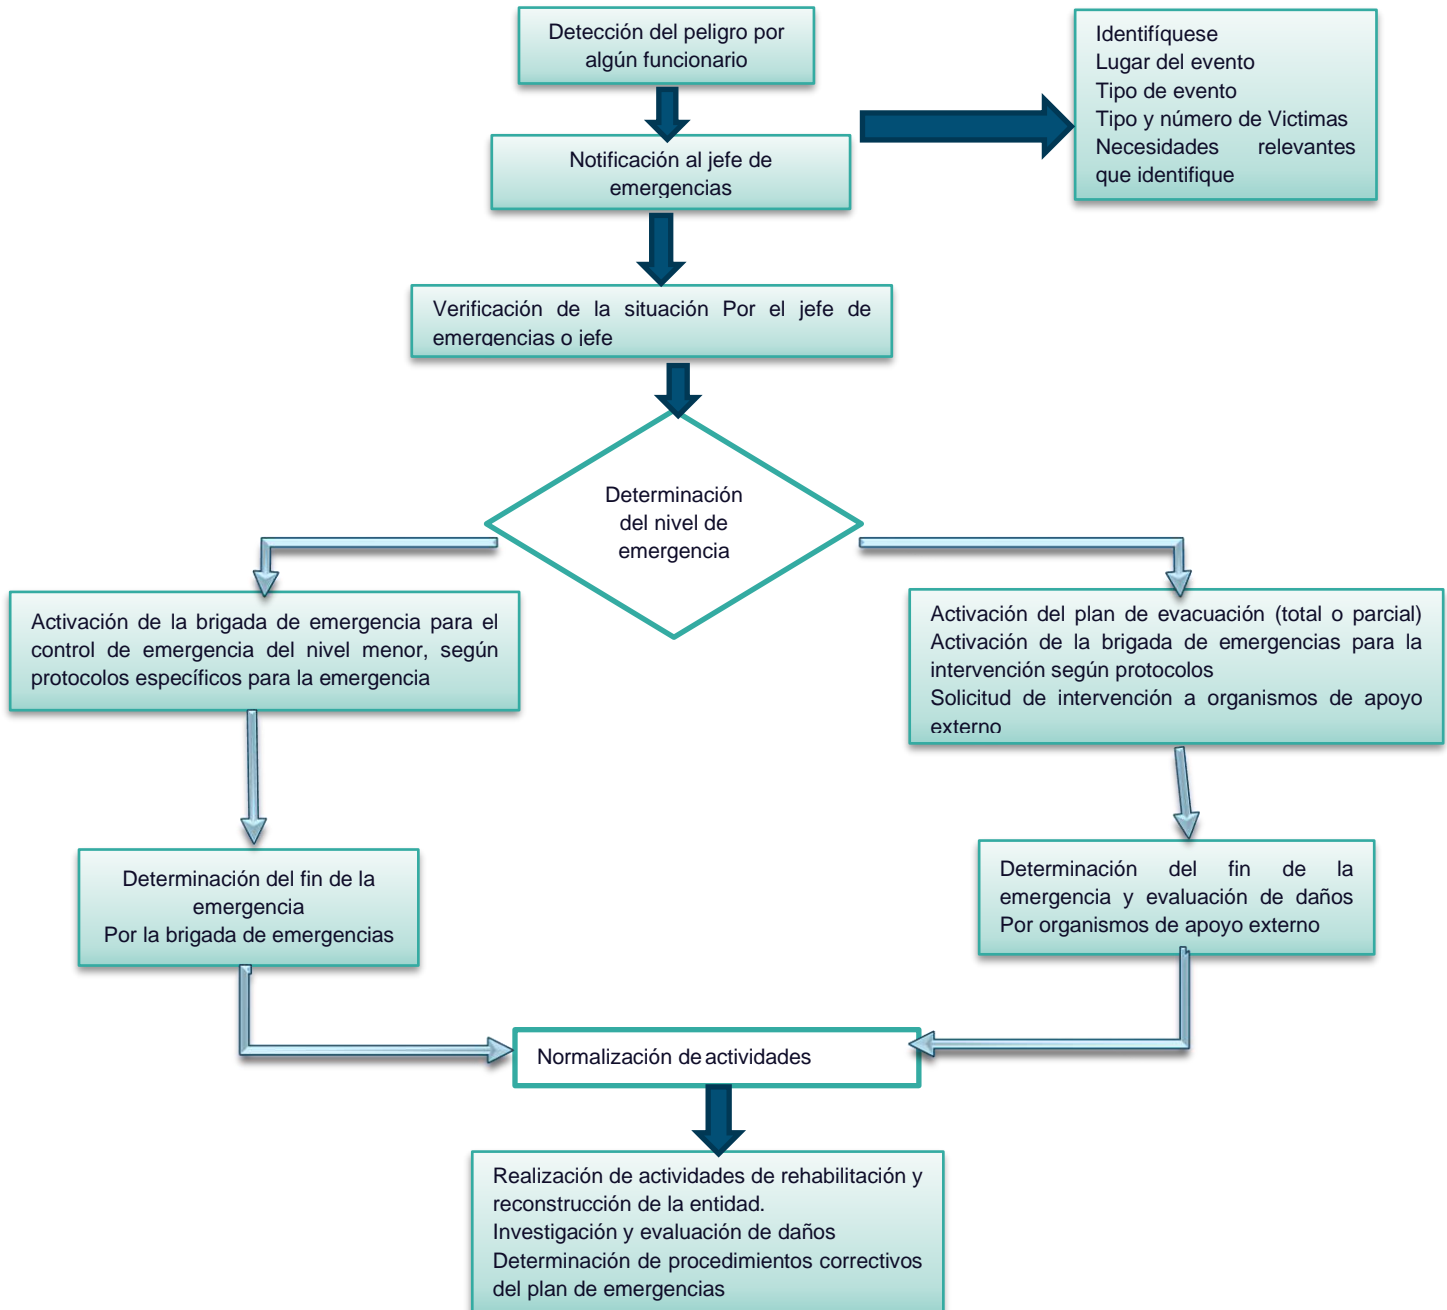 Detección del peligro por
algún funcionario
Identifíquese
Lugar del evento
Tipo de evento
Tipo y número de Victimas
Necesidades relevantes
que identifique
Notificación al jefe de
emergencias
Verificación de la situación Por el jefe de
emergencias o jefe
Determinación
del nivel de
emergencia
Activación de la brigada de emergencia para el
control de emergencia del nivel menor, según
protocolos específicos para la emergencia
Activación del plan de evacuación (total o parcial)
Activación de la brigada de emergencias para la
intervención según protocolos
Solicitud de intervención a organismos de apoyo
externo
Determinación del fin de la
emergencia
Por la brigada de emergencias
Determinación del fin de la
emergencia y evaluación de daños
Por organismos de apoyo externo
Normalización de actividades
Realización de actividades de rehabilitación y
reconstrucción de la entidad.
Investigación y evaluación de daños
Determinación de procedimientos correctivos
del plan de emergencias